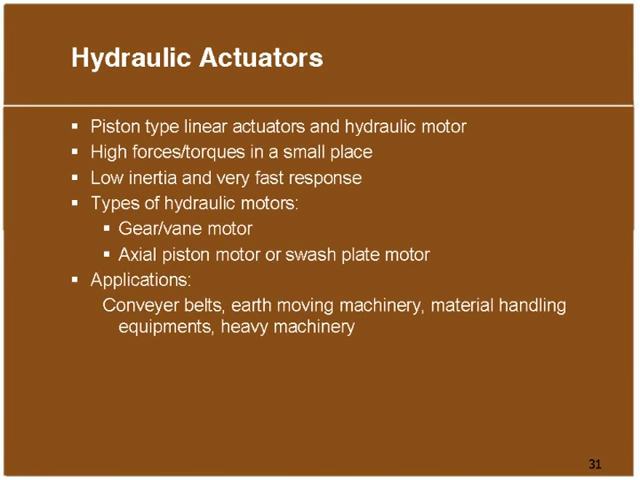 Hydraulic Actuators
▪ Piston type linear actuators and hydraulic motor
▪ High forces/torques in a small place
▪ Low inertia and very fast response
▪ Types of hydraulic motors:
▪ Gear/vane motor
▪ Axial piston motor or swash plate motor
▪ Applications:
Conveyer belts, earth moving machinery, material handling
equipments, heavy machinery
31